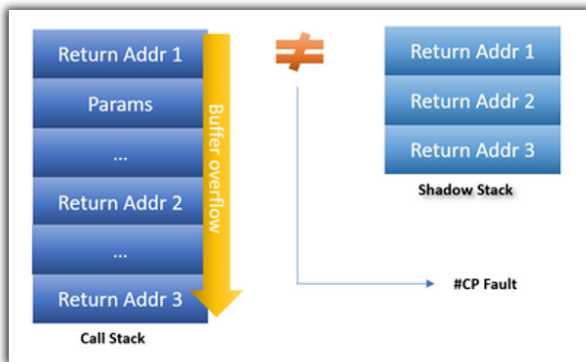 Return Addr 1
Params
...
Return Addr 2
...
Return Addr 3
Call Stack
Buffer overflow
≠
Return Addr 1
Return Addr 2
Return Addr 3
Shadow Stack
#CP Fault